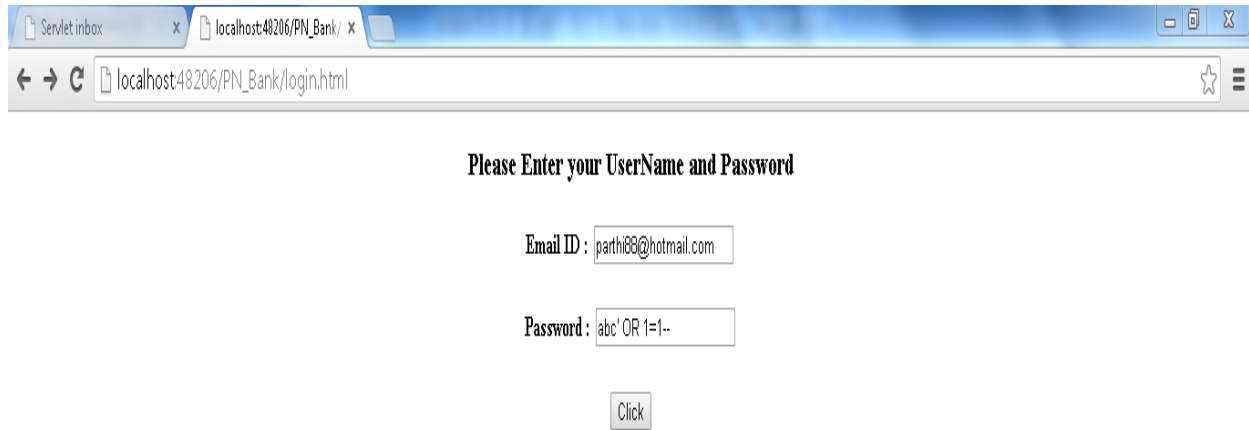 Servlet inbox
localhost:48206/PN_Bank/
localhost:48206/PN_Bank/login.html
Please Enter your UserName and Password
Email ID : parthi88@hotmail.com
Password : abc' OR 1=1--
Click